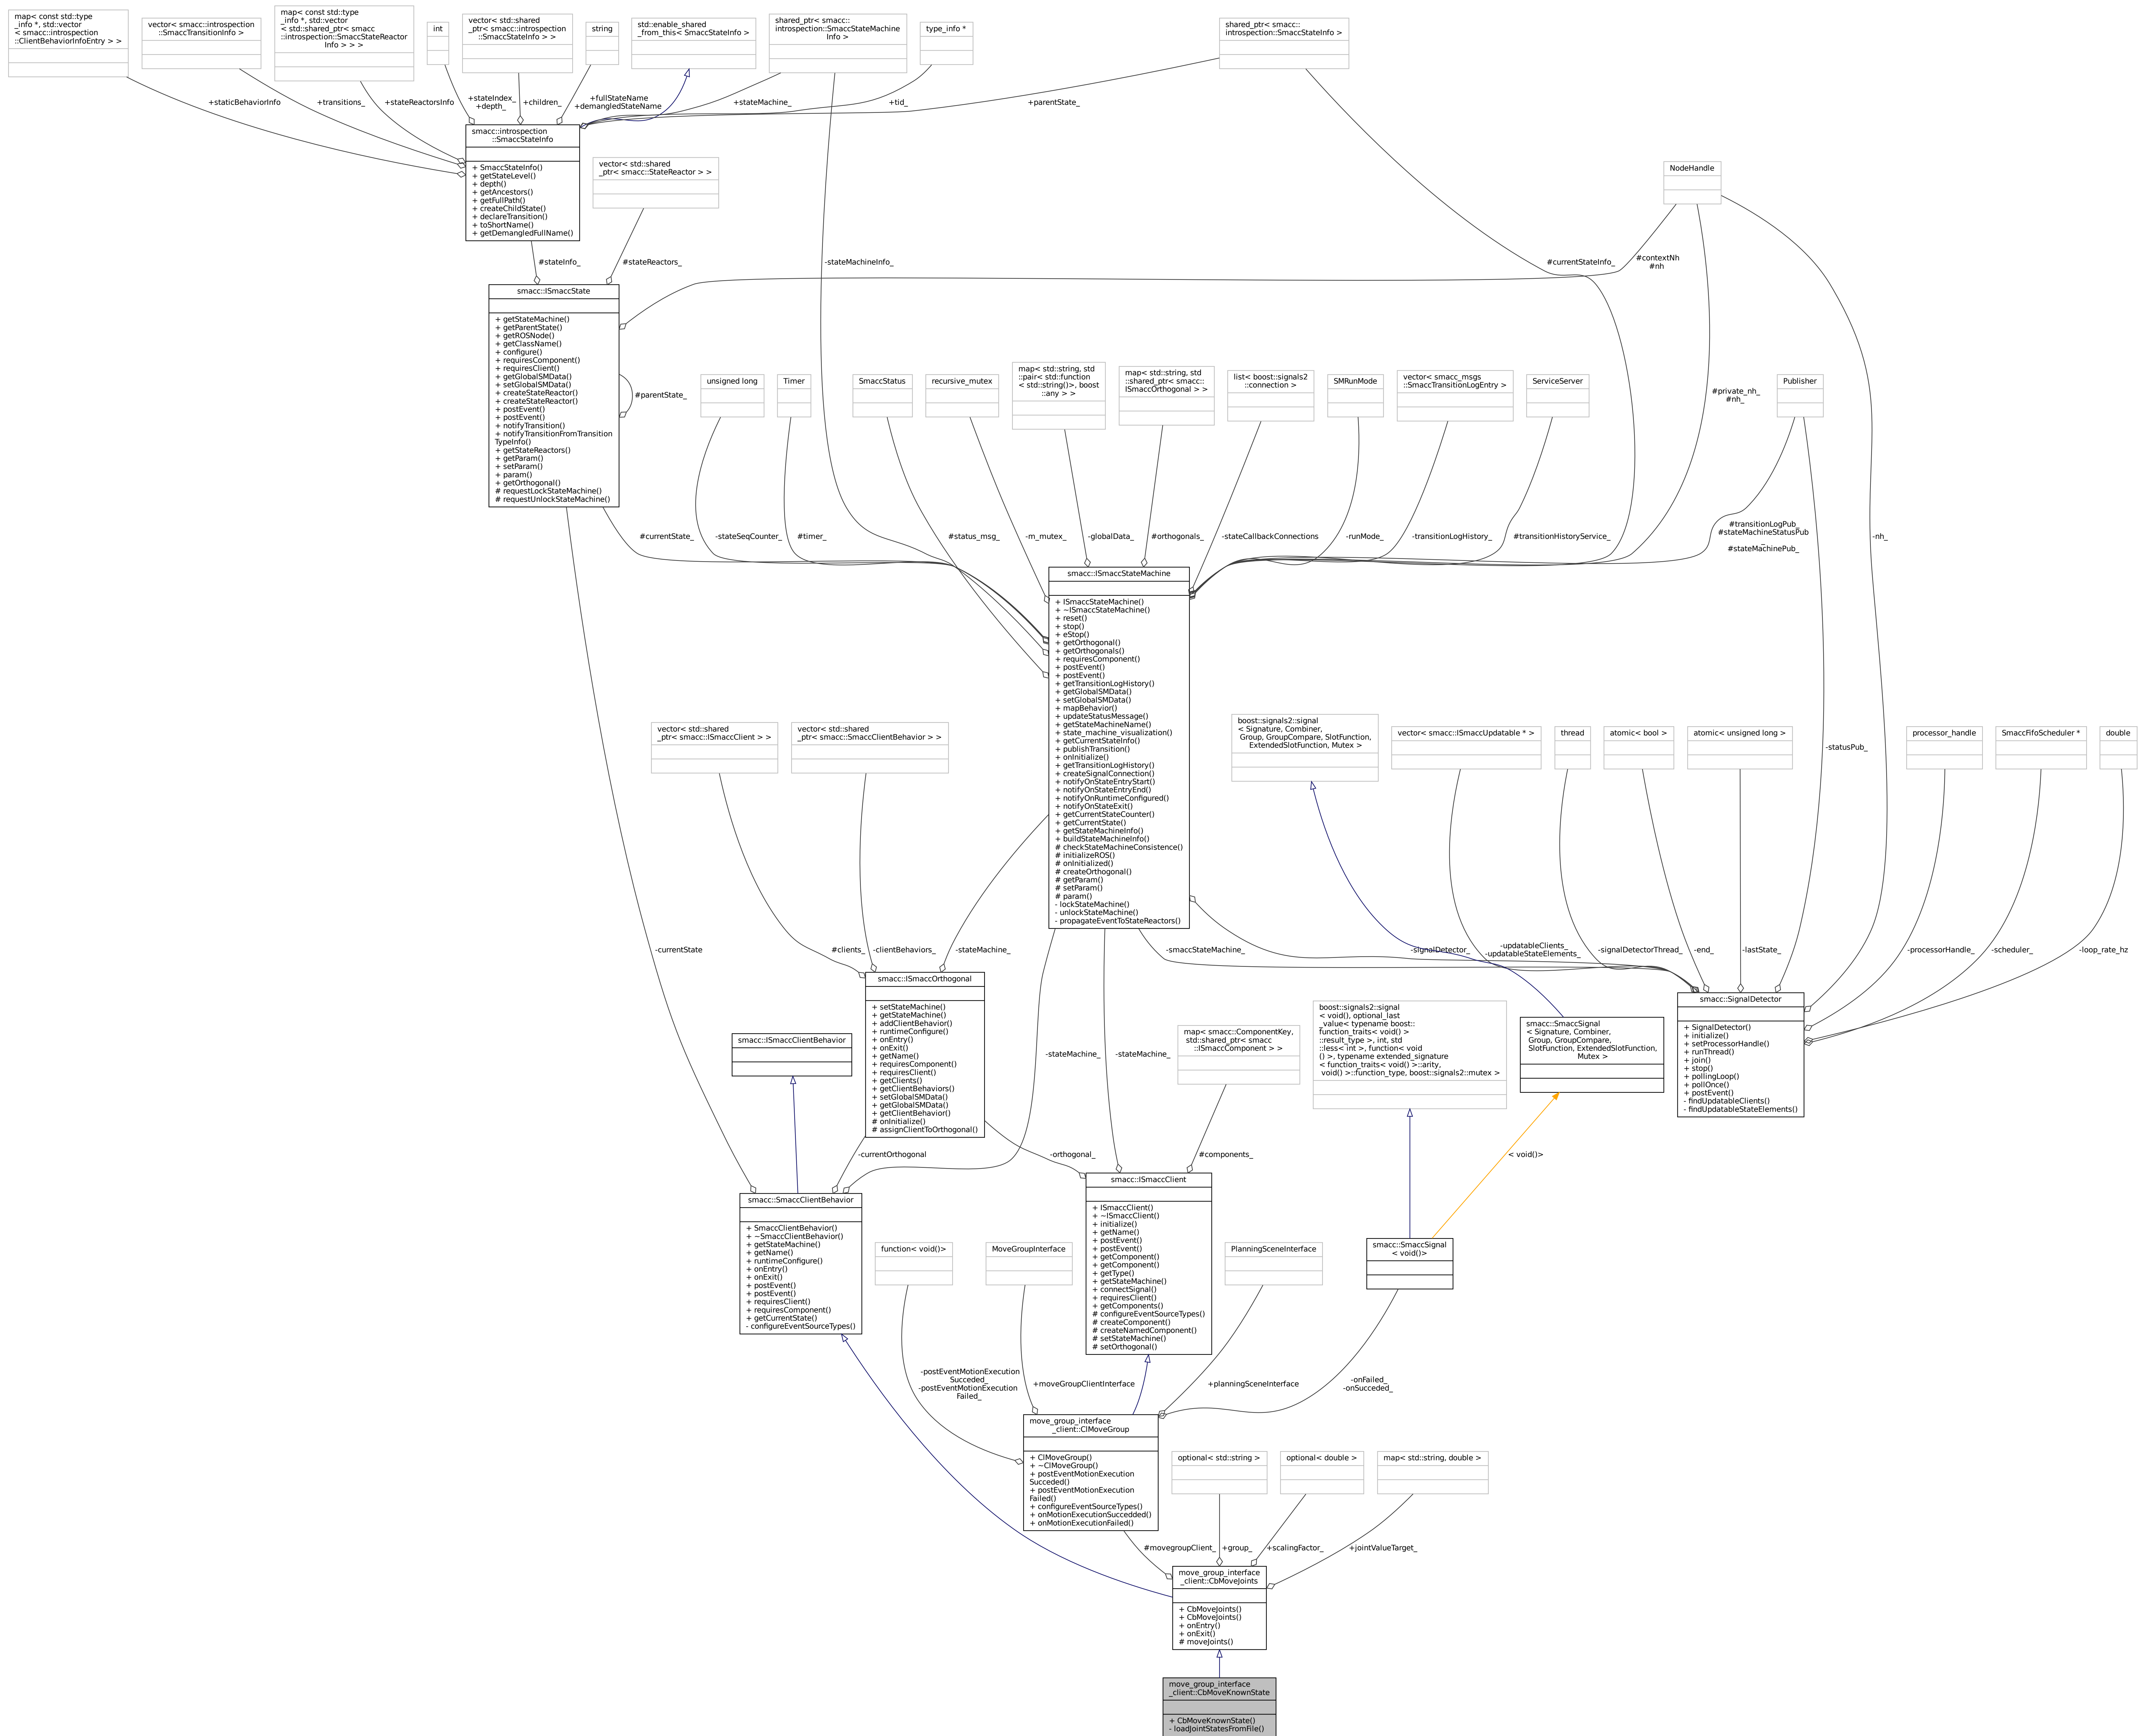 map< const std::type
_info *, std::vector
< smacc::introspection
::ClientBehaviorInfoEntry > >
vector< smacc::introspection
::SmaccTransitionInfo >
map< const std::type
_info *, std::vector
< std::shared_ptr< smacc
::introspection::SmaccStateReactor
Info > > >
int
vector< std::shared
_ptr< smacc::introspection
::SmaccStateInfo > >
string
std::enable_shared
_from_this< SmaccStateInfo >
shared_ptr< smacc::
introspection::SmaccStateMachine
Info >
type_info *
shared_ptr< smacc::
introspection::SmaccStateInfo >
+staticBehaviorInfo
+transitions_
+stateReactorsInfo
+stateIndex_
+depth_
+children_
+fullStateName
+demangledStateName
+stateMachine_
+tid_
+parentState_
smacc::introspection
::SmaccStateInfo
+ SmaccStateInfo()
+ getStateLevel()
+ depth()
+ getAncestors()
+ getFullPath()
+ createChildState()
+ declareTransition()
+ toShortName()
+ getDemangledFullName()
vector< std::shared
_ptr< smacc::StateReactor > >
NodeHandle
#stateInfo_
#stateReactors_
-stateMachineInfo_
#currentStateInfo_
#contextNh
#nh
smacc::ISmaccState
+ getStateMachine()
+ getParentState()
+ getROSNode()
+ getClassName()
+ configure()
+ requiresComponent()
+ requiresClient()
+ getGlobalSMData()
+ setGlobalSMData()
+ createStateReactor()
+ createStateReactor()
+ postEvent()
+ postEvent()
+ notifyTransition()
+ notifyTransitionFromTransition
TypeInfo()
+ getStateReactors()
+ getParam()
+ setParam()
+ param()
+ getOrthogonal()
# requestLockStateMachine()
# requestUnlockStateMachine()
#parentState_
unsigned long
Timer
SmaccStatus
recursive_mutex
map< std::string, std
::pair< std::function
< std::string()>, boost
::any > >
map< std::string, std
::shared_ptr< smacc::
ISmaccOrthogonal > >
list< boost::signals2
::connection >
SMRunMode
vector< smacc_msgs
::SmaccTransitionLogEntry >
ServiceServer
#private_nh_
#nh_
Publisher
#currentState_
-stateSeqCounter_
#timer_
#status_msg_
-m_mutex_
-globalData_
#orthogonals_
-stateCallbackConnections
-runMode_
-transitionLogHistory_
#transitionHistoryService_
#transitionLogPub_
#stateMachineStatusPub
_
#stateMachinePub_
-nh_
smacc::ISmaccStateMachine
+ ISmaccStateMachine()
+ ~ISmaccStateMachine()
+ reset()
+ stop()
+ eStop()
+ getOrthogonal()
+ getOrthogonals()
+ requiresComponent()
+ postEvent()
+ postEvent()
+ getTransitionLogHistory()
+ getGlobalSMData()
+ setGlobalSMData()
+ mapBehavior()
+ updateStatusMessage()
+ getStateMachineName()
+ state_machine_visualization()
+ getCurrentStateInfo()
+ publishTransition()
+ onInitialize()
+ getTransitionLogHistory()
+ createSignalConnection()
+ notifyOnStateEntryStart()
+ notifyOnStateEntryEnd()
+ notifyOnRuntimeConfigured()
+ notifyOnStateExit()
+ getCurrentStateCounter()
+ getCurrentState()
+ getStateMachineInfo()
+ buildStateMachineInfo()
# checkStateMachineConsistence()
# initializeROS()
# onInitialized()
# createOrthogonal()
# getParam()
# setParam()
# param()
- lockStateMachine()
- unlockStateMachine()
- propagateEventToStateReactors()
vector< std::shared
_ptr< smacc::ISmaccClient > >
vector< std::shared
_ptr< smacc::SmaccClientBehavior > >
boost::signals2::signal
< Signature, Combiner,
Group, GroupCompare, SlotFunction,
ExtendedSlotFunction, Mutex >
vector< smacc::ISmaccUpdatable * >
thread
atomic< bool >
atomic< unsigned long >
-statusPub_
processor_handle
SmaccFifoScheduler *
double
-currentState
#clients_
-clientBehaviors_
-stateMachine_
-smaccStateMachine_
-signalDetector_
-updatableClients_
-updatableStateElements_
-signalDetectorThread_
-end_
-lastState_
-processorHandle_
-scheduler_
-loop_rate_hz
smacc::ISmaccOrthogonal
+ setStateMachine()
+ getStateMachine()
+ addClientBehavior()
+ runtimeConfigure()
+ onEntry()
+ onExit()
+ getName()
+ requiresComponent()
+ requiresClient()
+ getClients()
+ getClientBehaviors()
+ setGlobalSMData()
+ getGlobalSMData()
+ getClientBehavior()
# onInitialize()
# assignClientToOrthogonal()
smacc::SignalDetector
+ SignalDetector()
+ initialize()
+ setProcessorHandle()
+ runThread()
+ join()
+ stop()
+ pollingLoop()
+ pollOnce()
+ postEvent()
- findUpdatableClients()
- findUpdatableStateElements()
smacc::ISmaccClientBehavior
-stateMachine_
-stateMachine_
map< smacc::ComponentKey,
std::shared_ptr< smacc
::ISmaccComponent > >
boost::signals2::signal
< void(), optional_last
_value< typename boost::
function_traits< void() >
::result_type >, int, std
::less< int >, function< void
() >, typename extended_signature
< function_traits< void() >::arity,
void() >::function_type, boost::signals2::mutex >
smacc::SmaccSignal
< Signature, Combiner,
Group, GroupCompare,
SlotFunction, ExtendedSlotFunction,
Mutex >
-currentOrthogonal
-orthogonal_
#components_
< void()>
smacc::SmaccClientBehavior
+ SmaccClientBehavior()
+ ~SmaccClientBehavior()
+ getStateMachine()
+ getName()
+ runtimeConfigure()
+ onEntry()
+ onExit()
+ postEvent()
+ postEvent()
+ requiresClient()
+ requiresComponent()
+ getCurrentState()
- configureEventSourceTypes()
smacc::ISmaccClient
+ ISmaccClient()
+ ~ISmaccClient()
+ initialize()
+ getName()
+ postEvent()
+ postEvent()
+ getComponent()
+ getComponent()
+ getType()
+ getStateMachine()
+ connectSignal()
+ requiresClient()
+ getComponents()
# configureEventSourceTypes()
# createComponent()
# createNamedComponent()
# setStateMachine()
# setOrthogonal()
function< void()>
MoveGroupInterface
PlanningSceneInterface
smacc::SmaccSignal
< void()>
-postEventMotionExecution
Succeded_
-postEventMotionExecution
Failed_
+moveGroupClientInterface
+planningSceneInterface
-onFailed_
-onSucceded_
move_group_interface
_client::ClMoveGroup
+ ClMoveGroup()
+ ~ClMoveGroup()
+ postEventMotionExecution
Succeded()
+ postEventMotionExecution
Failed()
+ configureEventSourceTypes()
+ onMotionExecutionSuccedded()
+ onMotionExecutionFailed()
optional< std::string >
optional< double >
map< std::string, double >
#movegroupClient_
+group_
+scalingFactor_
+jointValueTarget_
move_group_interface
_client::CbMoveJoints
+ CbMoveJoints()
+ CbMoveJoints()
+ onEntry()
+ onExit()
# moveJoints()
move_group_interface
_client::CbMoveKnownState
+ CbMoveKnownState()
- loadJointStatesFromFile()